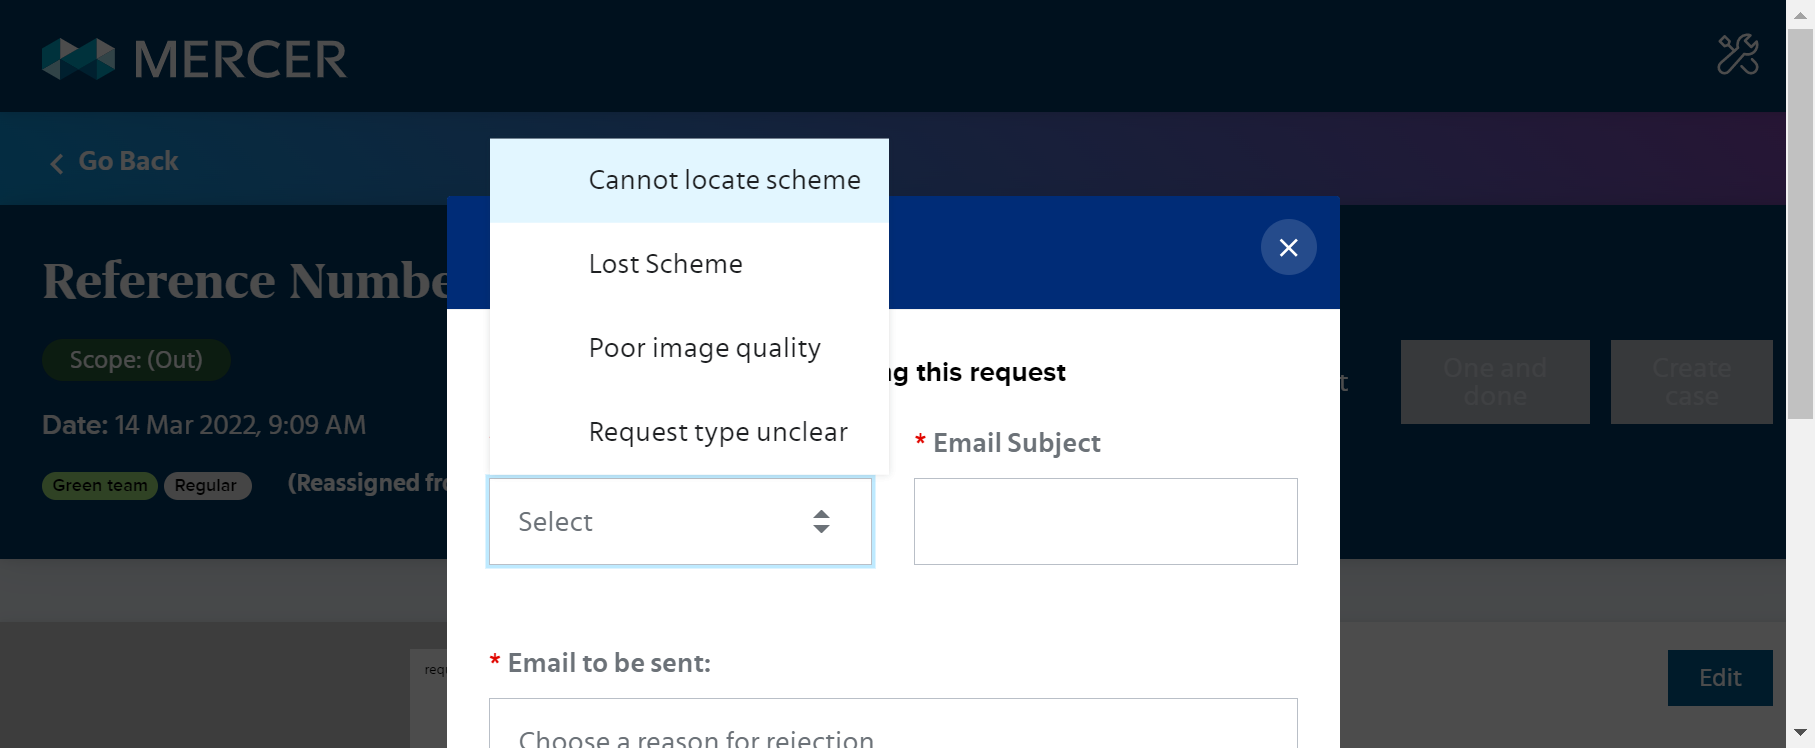 MERCER
Go Back
Cannot locate scheme
Lost Scheme
Poor image quality
Request type unclear
Reference Numbe
Scope: (Out)
Date: 14 Mar 2022, 9:09 AM
Green team
Regular
(Reassigned fro
g this request
One and
done
Create
case
* Email Subject
Select
* Email to be sent:
Choose a reason for rejection
Edit